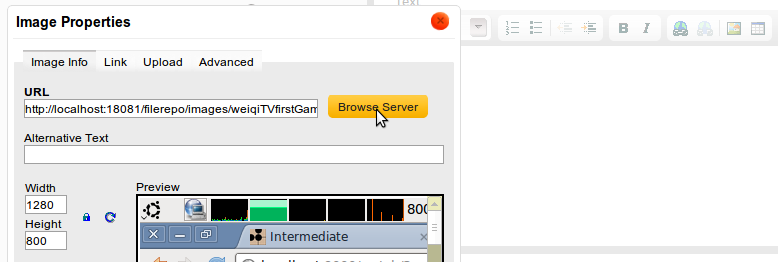 Text
Image Properties
Image Info Link Upload Advanced
URL
http://localhost:18081/filerepo/images/weiqiTVfirstGam
Browse Server
Alternative Text
Width
1280
Height
800
Preview
800
Intermediate
B I